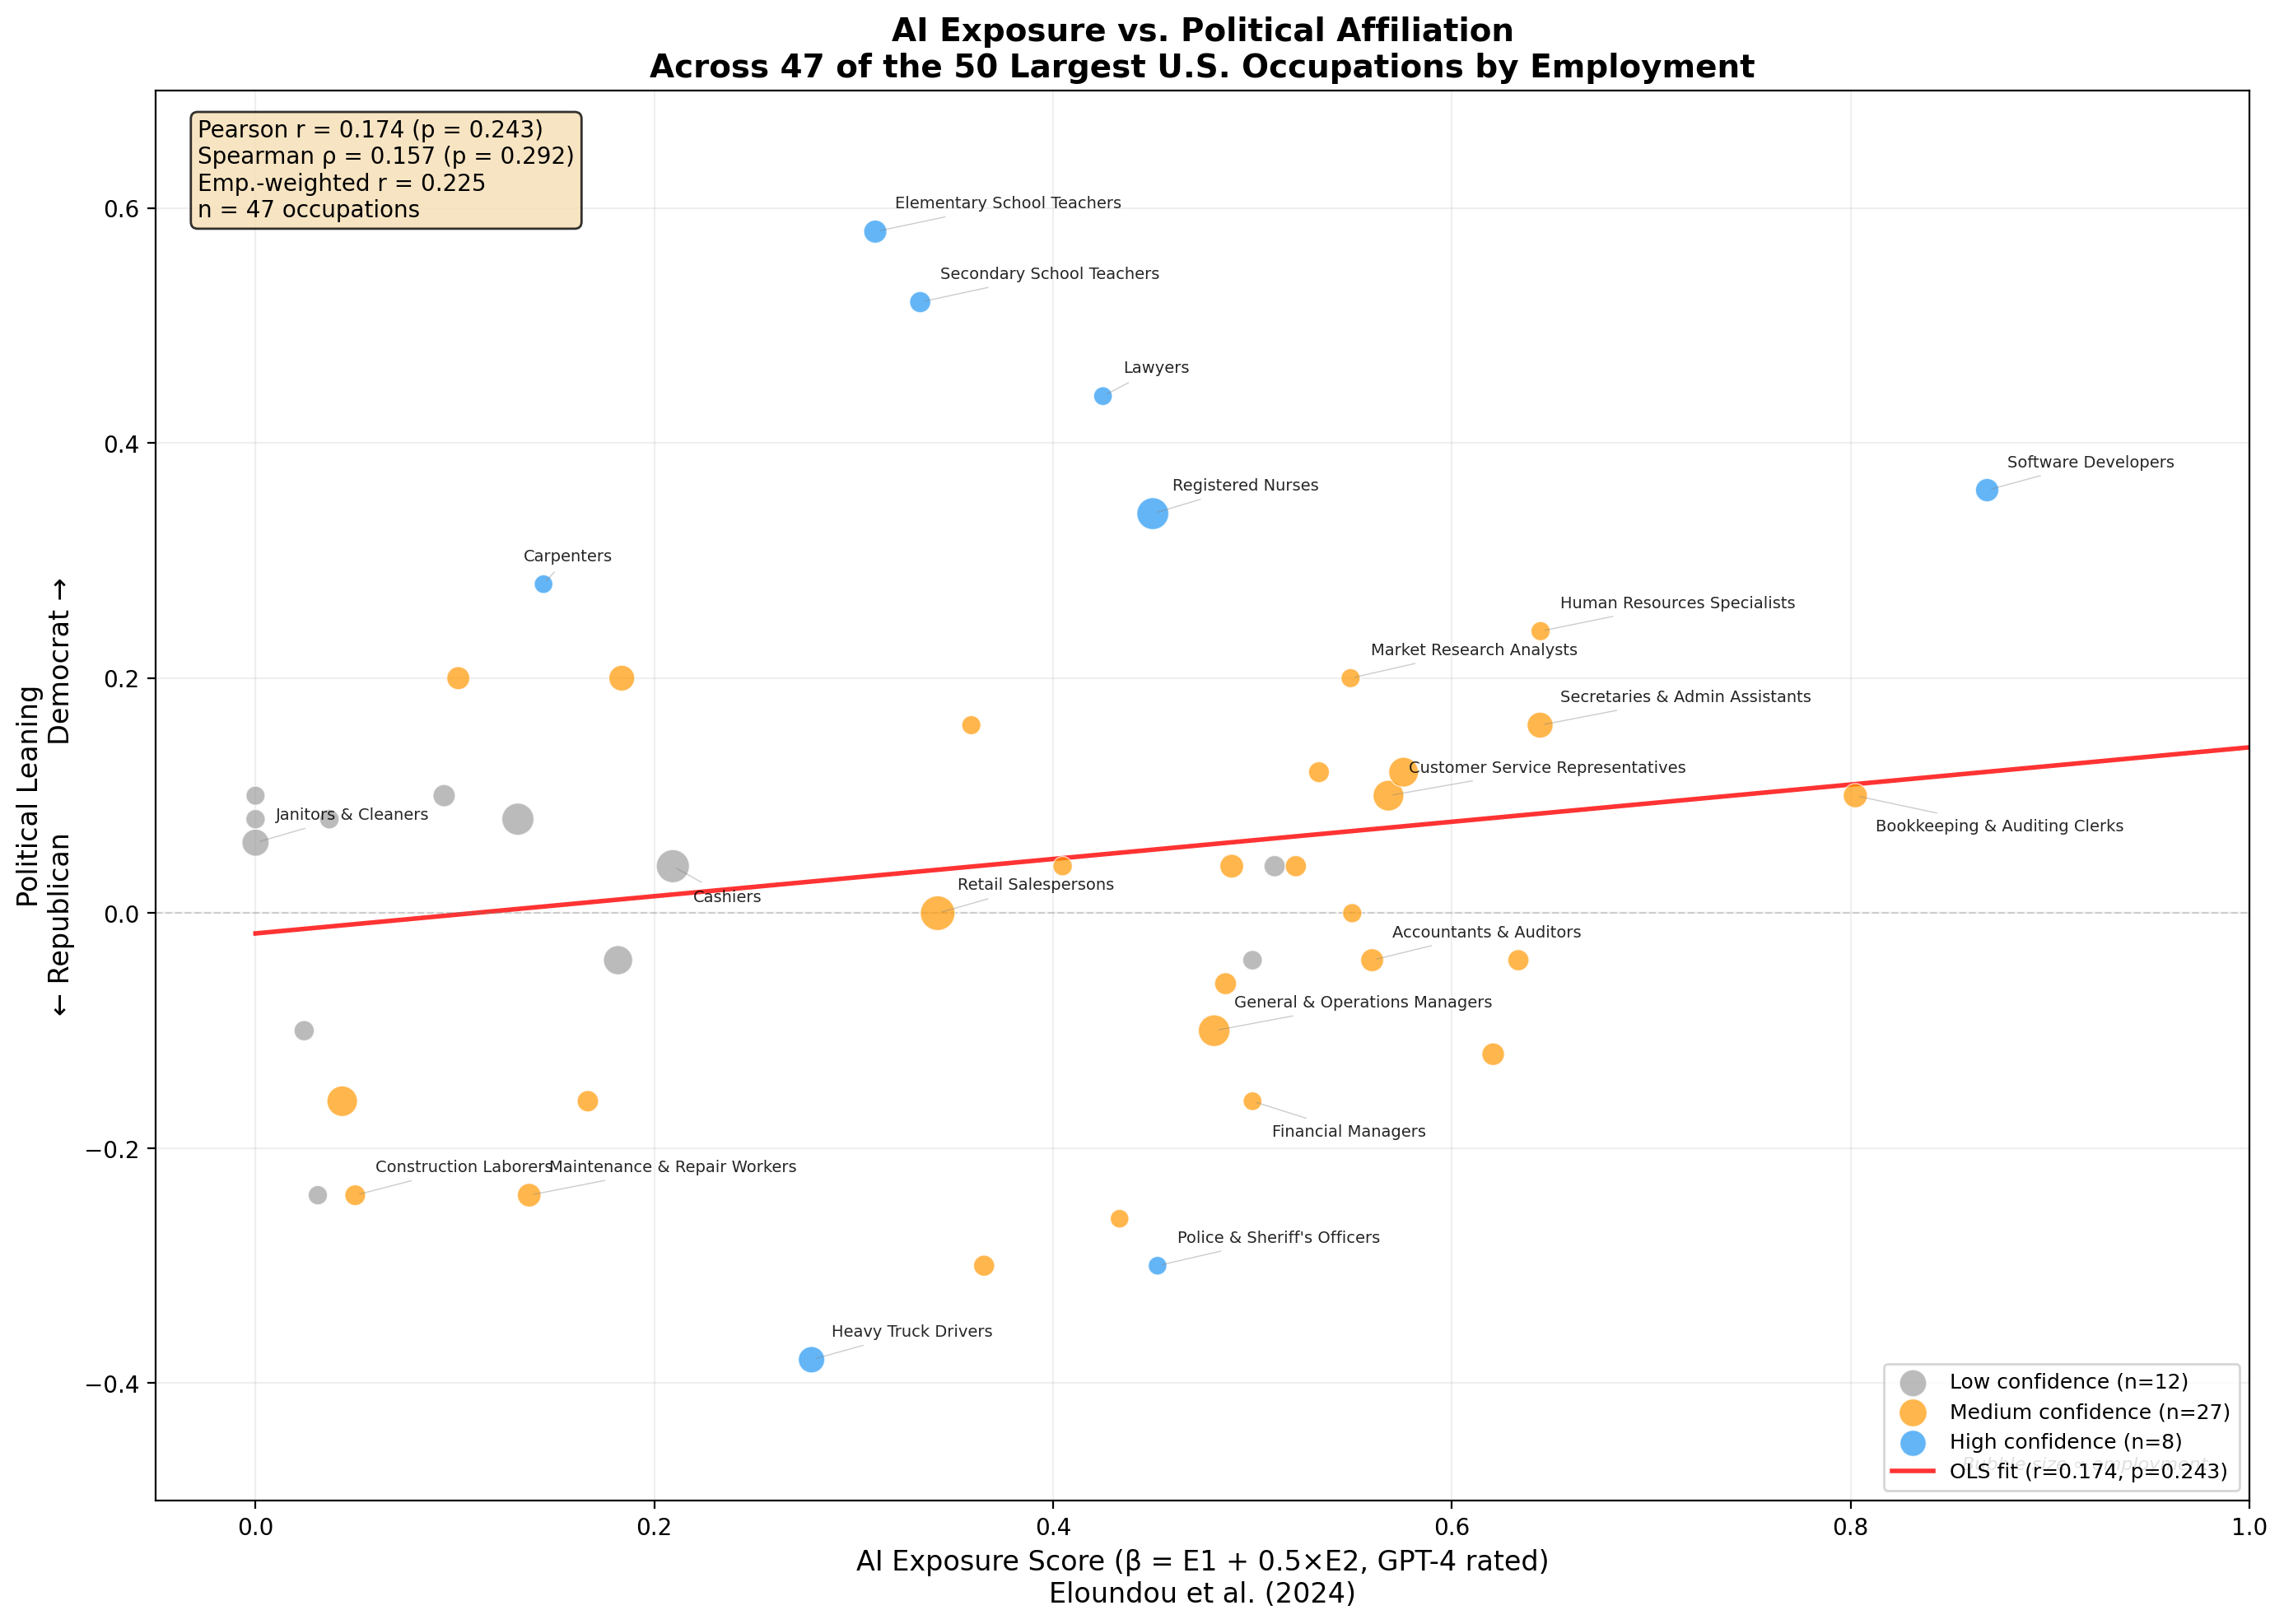 AI Exposure vs. Political Affiliation
Across 47 of the 50 Largest U.S. Occupations by Employment
Pearson r = 0.174 (p = 0.243)
Spearman ρ = 0.157 (p = 0.292)
Emp.-weighted r = 0.225
n = 47 occupations
Elementary School Teachers
Secondary School Teachers
Lawyers
Software Developers
Registered Nurses
Carpenters
Human Resources Specialists
Market Research Analysts
Secretaries & Admin Assistants
Customer Service Representatives
Janitors & Cleaners
Bookkeeping & Auditing Clerks
Cashiers
Retail Salespersons
Accountants & Auditors
General & Operations Managers
Financial Managers
Construction Laborers
Maintenance & Repair Workers
Police & Sheriff's Officers
Heavy Truck Drivers
0.6
0.4
0.2
0.0
−0.2
−0.4
Political Leaning
← Republican Democrat →
Low confidence (n=12)
Medium confidence (n=27)
High confidence (n=8)
Bubble size employment
OLS fit (r=0.174, p=0.243)
0.0
0.2
0.4
0.6
0.8
1.0
AI Exposure Score (β = E1 + 0.5×E2, GPT-4 rated)
Eloundou et al. (2024)